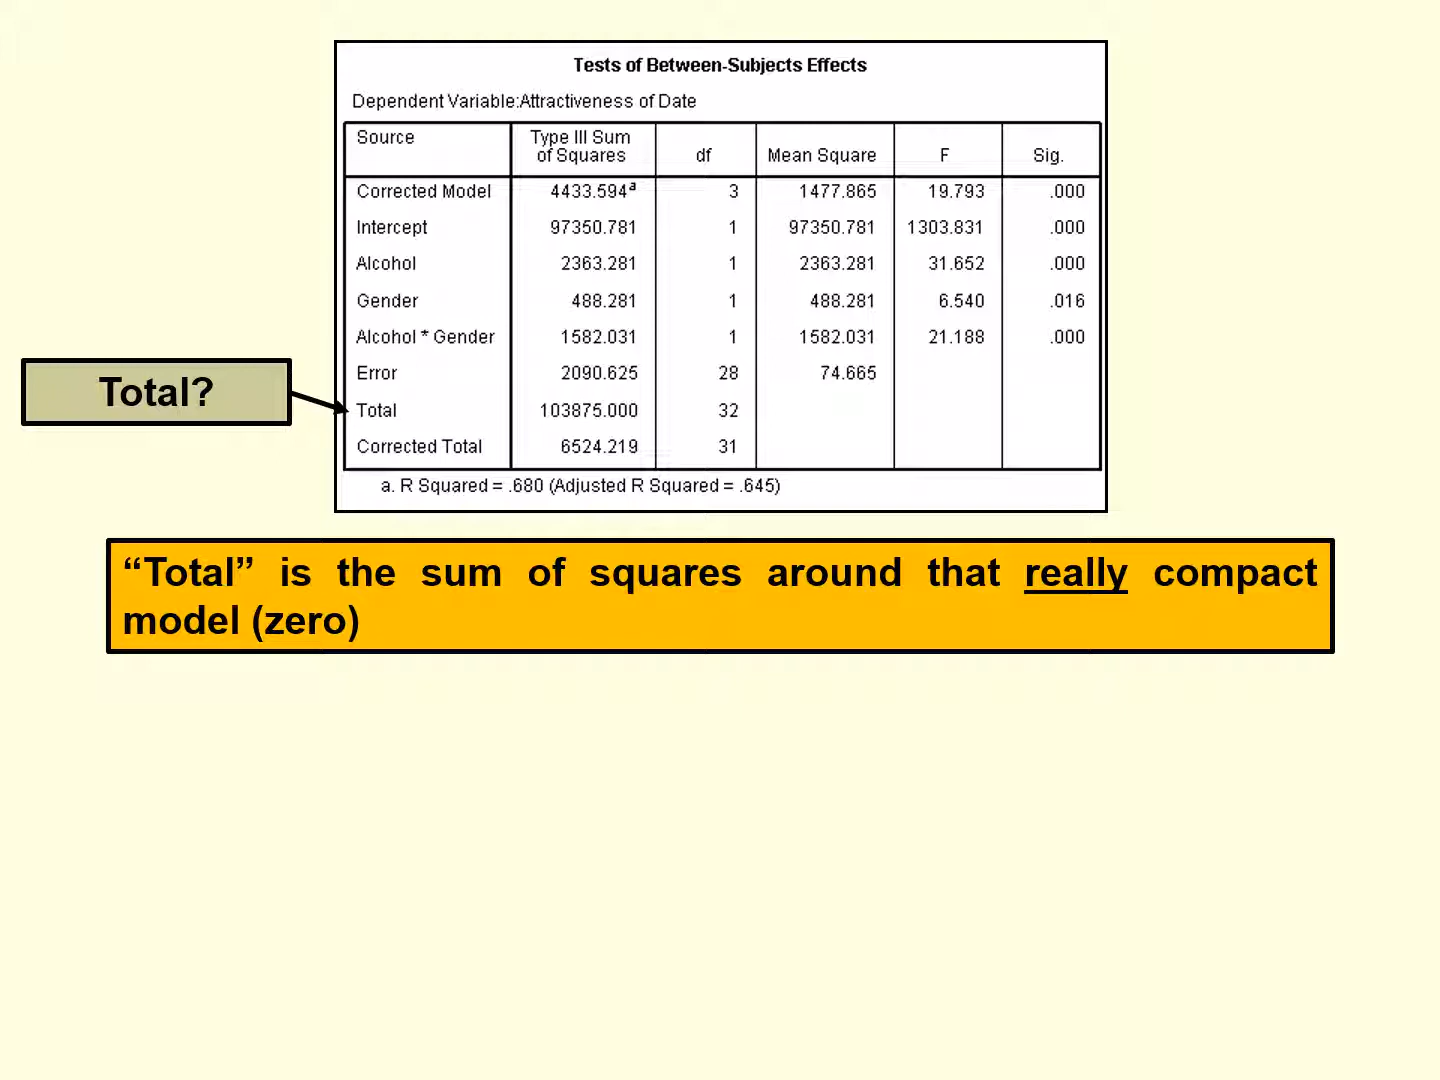 Tests of Between-Subjects Effects
Dependent Variable:Attractiveness of Date
Source Type III Sum of Squares df Mean Square F Sig.
Corrected Model 4433.594a 3 1477.865 19.793 .000
Intercept 97350.781 1 97350.781 1303.831 .000
Alcohol 2363.281 1 2363.281 31.652 .000
Gender 488.281 1 488.281 6.540 .016
Alcohol * Gender 1582.031 1 1582.031 21.188 .000
Error 2090.625 28 74.665
Total 103875.000 32
Corrected Total 6524.219 31
a. R Squared = .680 (Adjusted R Squared = .645)
Total?
“Total” is the sum of squares around that really compact
model (zero)